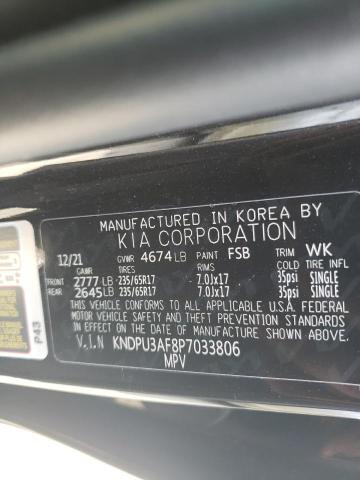 MANUFACTURED IN KOREA BY
KIA CORPORATION
12/21 GVWR 4674 LB PAINT FSB TRIM WK
GAWR TIRES RIMS COLD TIRE INFL
FRONT 2777 LB 235/65R17 7.0Jx17 35psi SINGLE
REAR 2645 LB 235/65R17 7.0Jx17 35psi SINGLE
THIS VEHICLE CONFORMS TO ALL APPLICABLE U.S.A. FEDERAL
MOTOR VEHICLE SAFETY AND THEFT PREVENTION
STANDARDS IN EFFECT ON THE DATE OF MANUFACTURE SHOWN ABOVE.
V.I.N KNDPU3AF8P7033806
MPV
P43